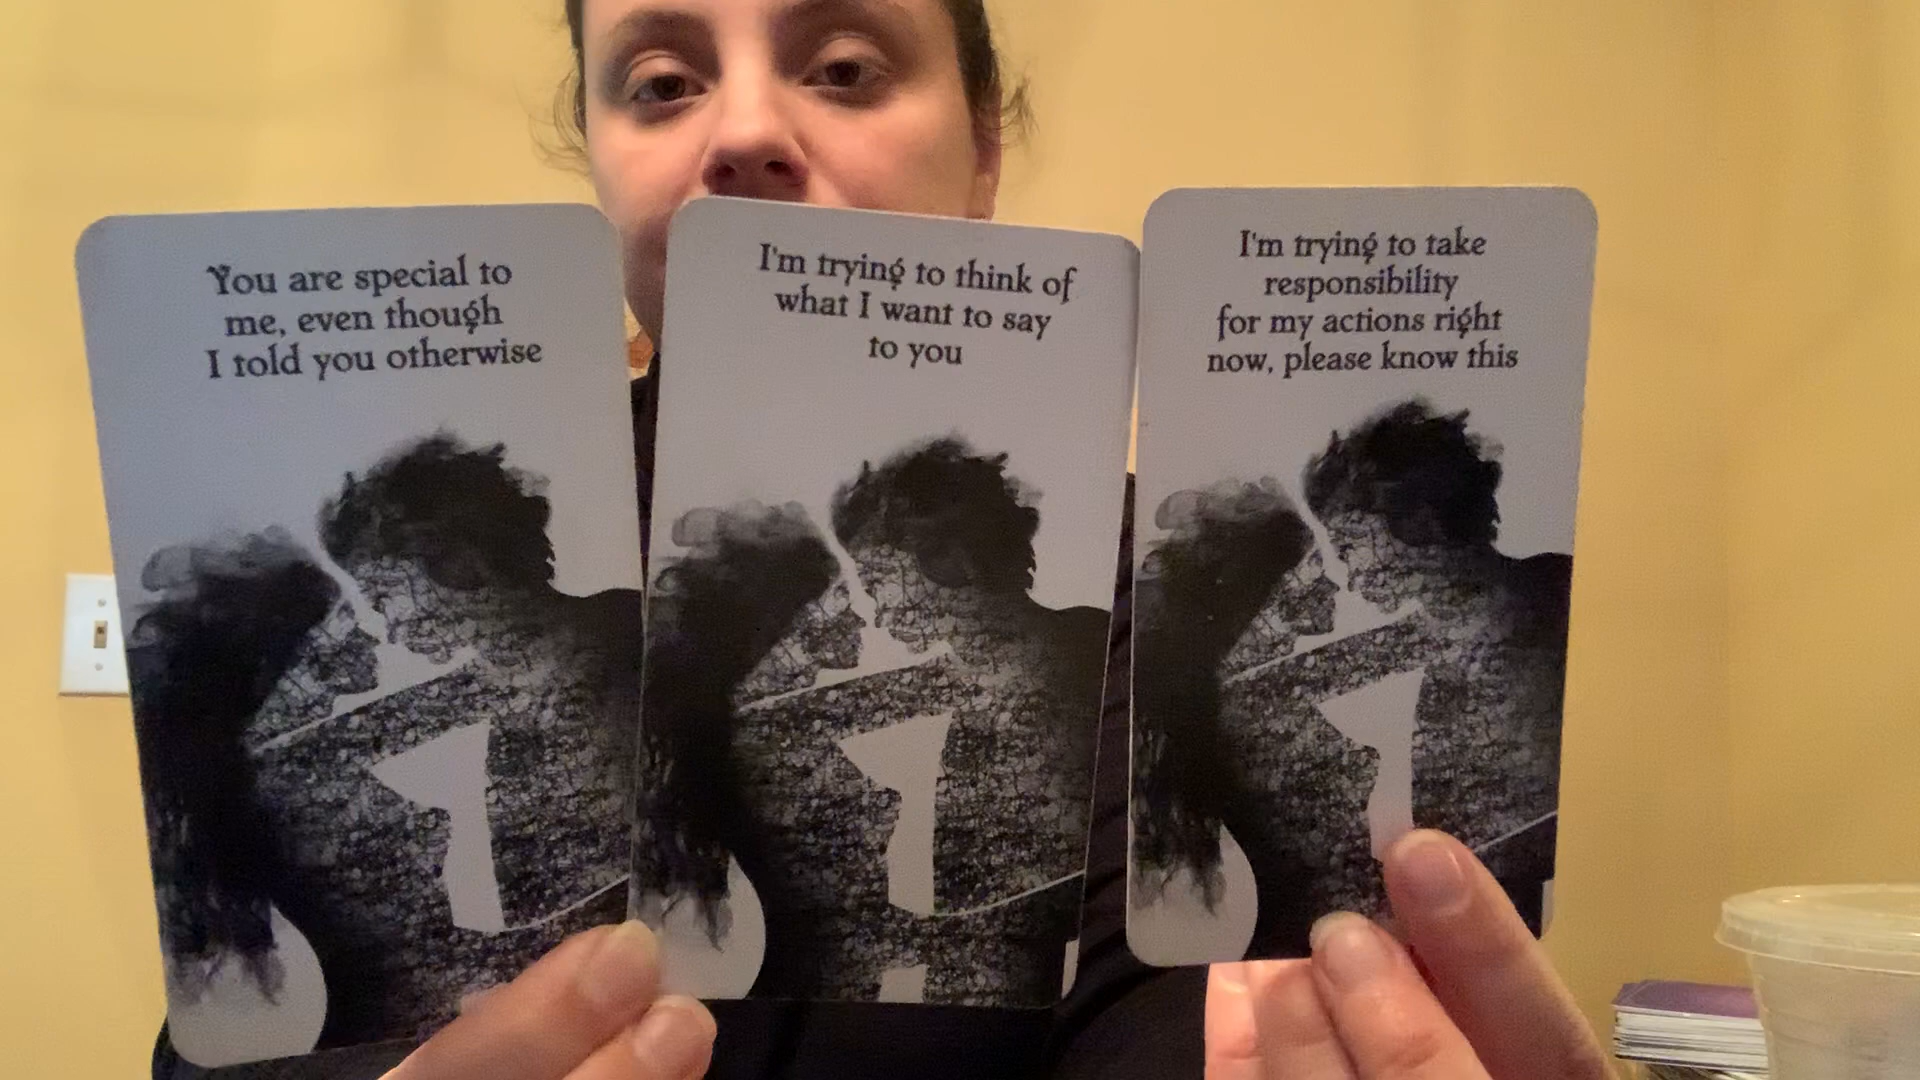 You are special to
me, even though
I told you otherwise
I'm trying to think of
what I want to say
to you
I'm trying to take
responsibility
for my actions right
now, please know this